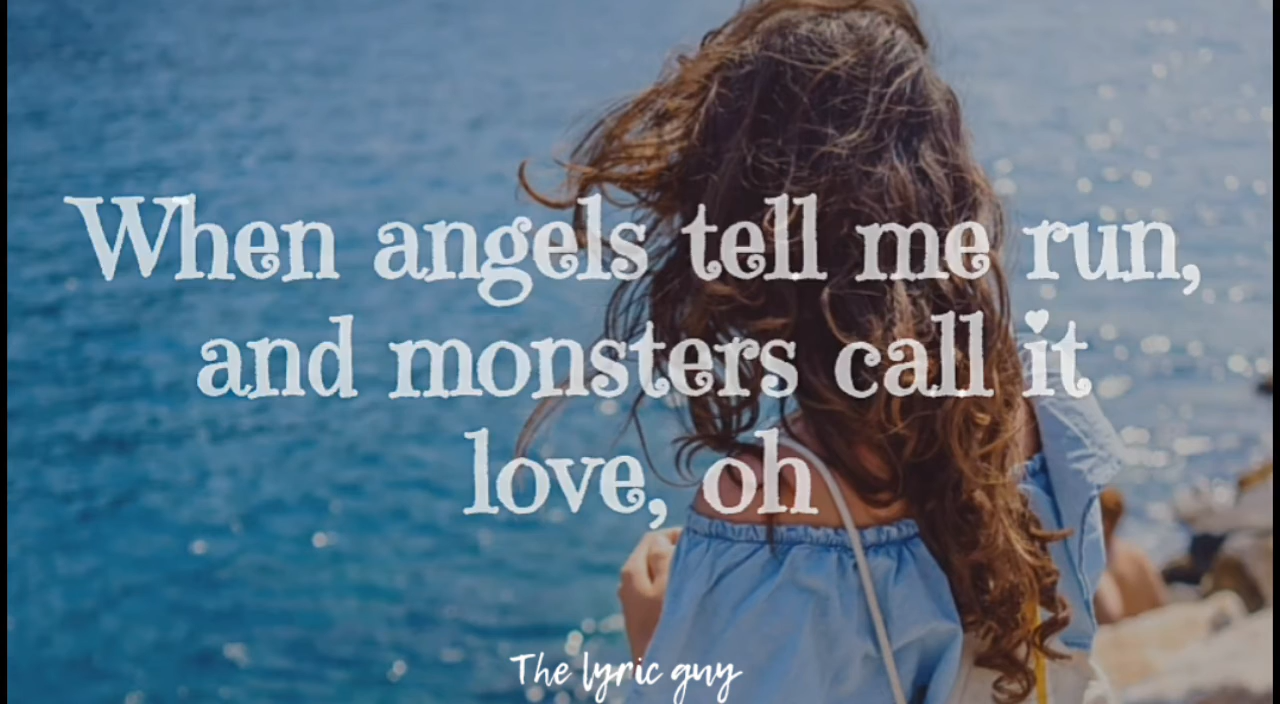 When angels tell me run,
and monsters call it
love, oh
The lyric guy